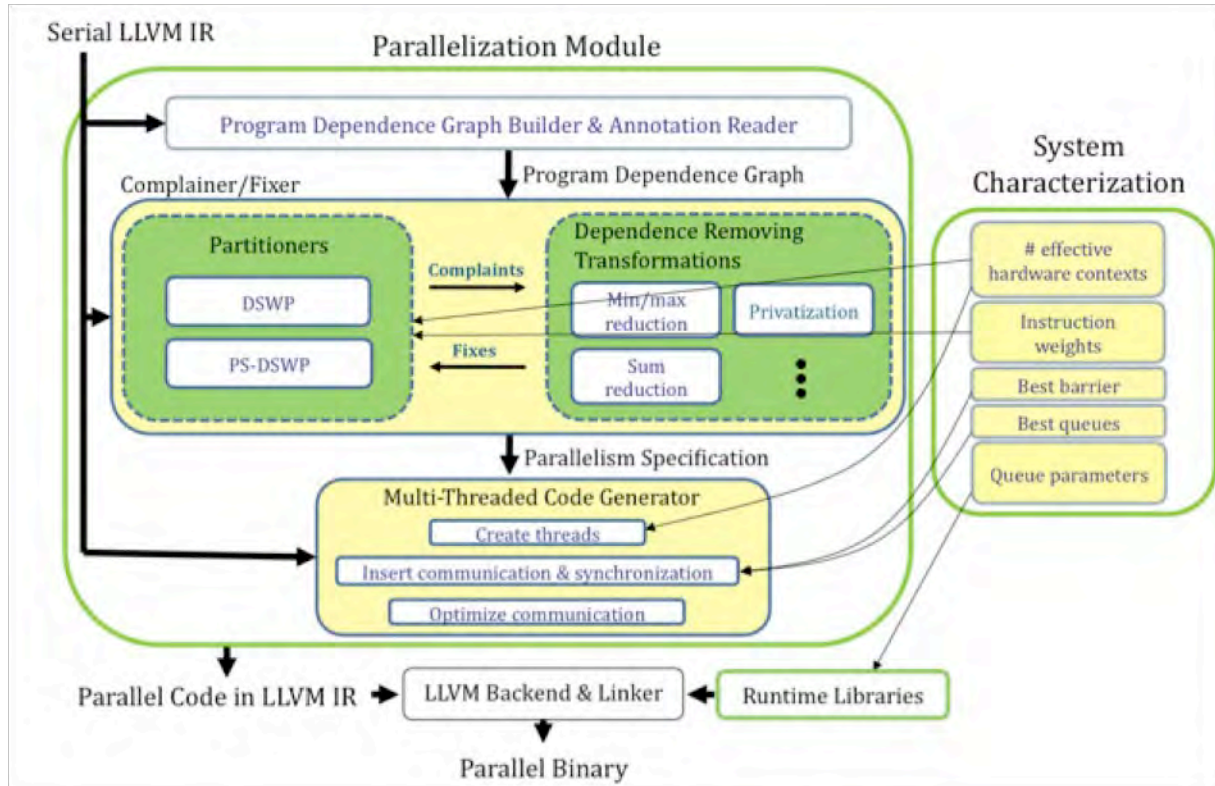 Serial LLVM IR
Parallelization Module
Program Dependence Graph Builder & Annotation Reader
Program Dependence Graph
Complainer/Fixer
Partitioners
DSWP
PS-DSWP
Complaints
Fixes
Dependence Removing
Transformations
Min/max
reduction
Privatization
Sum
reduction
System
Characterization
# effective
hardware contexts
Instruction
weights
Best barrier
Best queues
Queue parameters
Parallelism Specification
Multi-Threaded Code Generator
Create threads
Insert communication & synchronization
Optimize communication
Parallel Code in LLVM IR
LLVM Backend & Linker
Runtime Libraries
Parallel Binary